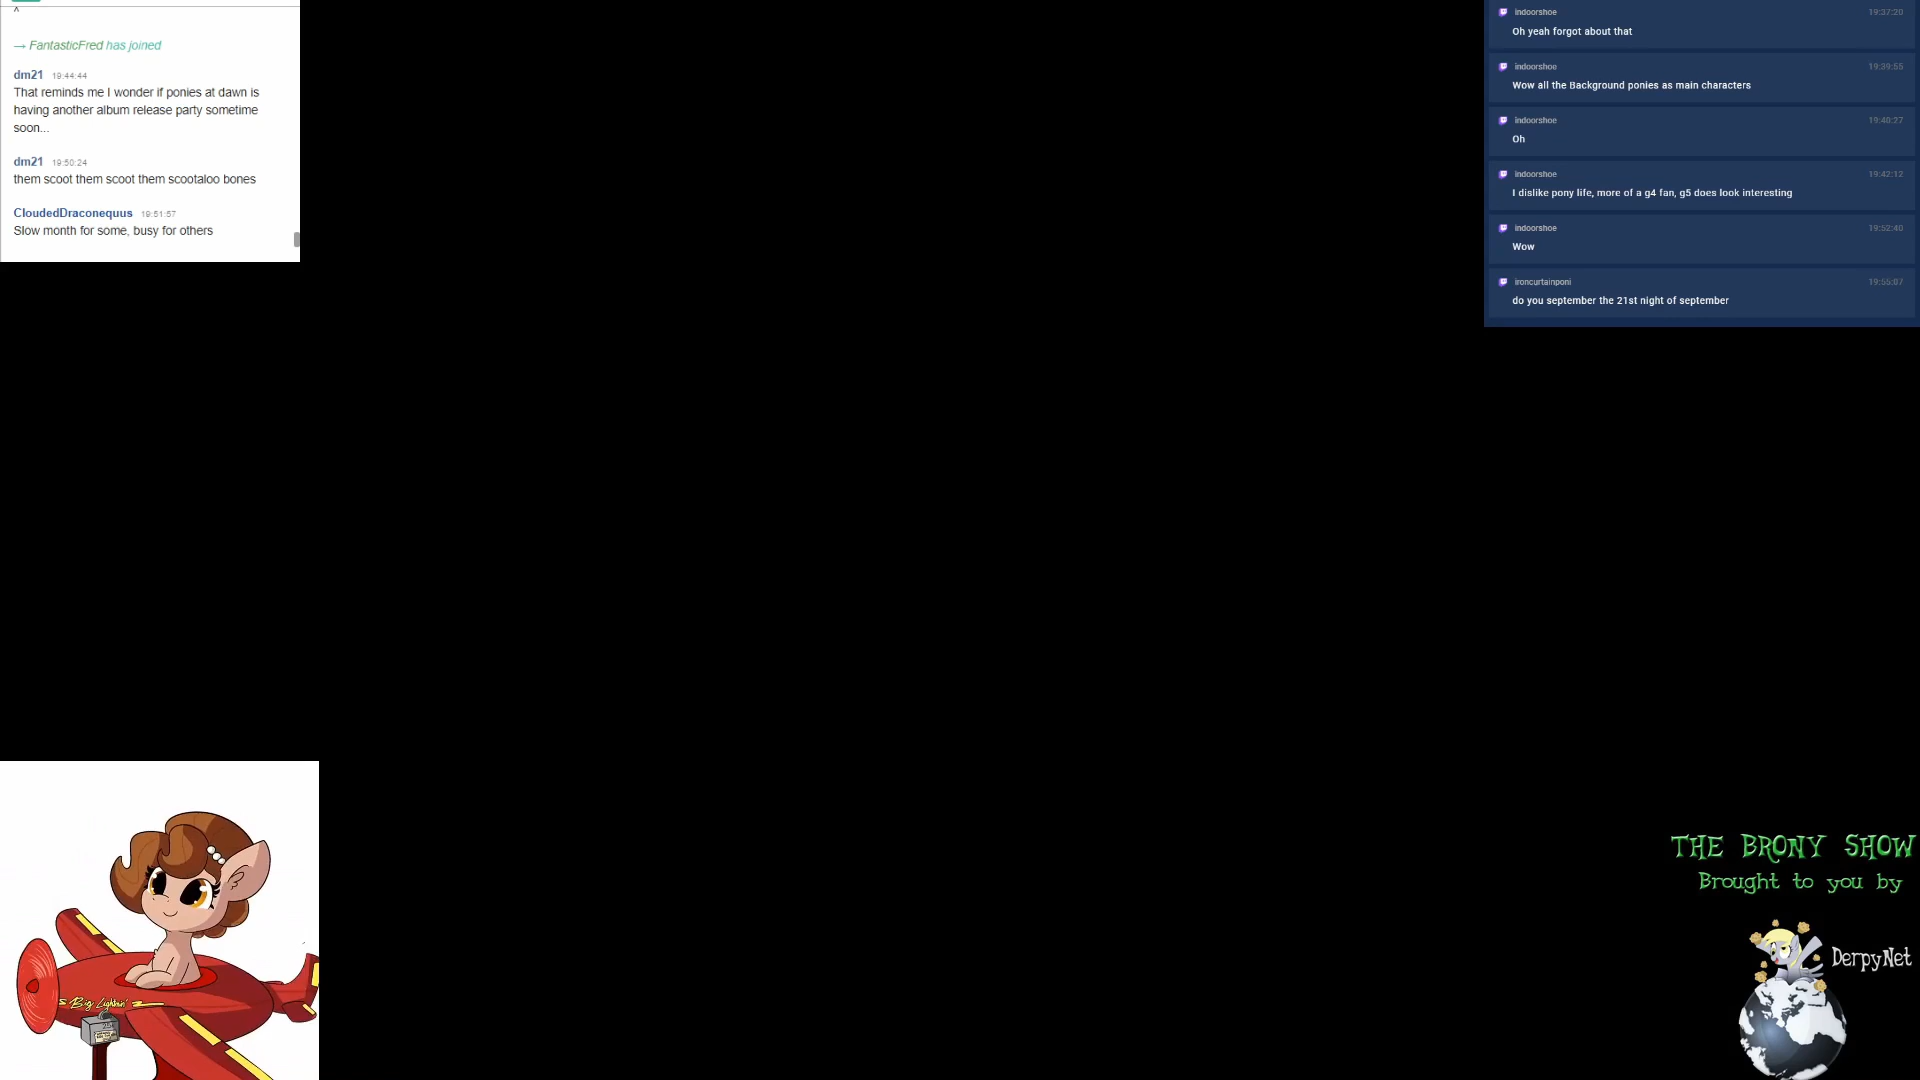 → FantasticFred has joined
dm21 19:44:44
That reminds me I wonder if ponies at dawn is
having another album release party sometime
soon...
dm21 19:50:24
them scoot them scoot them scootaloo bones
CloudedDraconequus 19:51:57
Slow month for some, busy for others
indoorshoe 19:37:20
Oh yeah forgot about that
indoorshoe 19:39:55
Wow all the Background ponies as main characters
indoorshoe 19:40:27
Oh
indoorshoe 19:42:12
I dislike pony life, more of a g4 fan, g5 does look interesting
indoorshoe 19:52:40
Wow
ironcurtainponi 19:55:07
do you september the 21st night of september
Big Lightnin'
THE BRONY SHOW
Brought to you by
DerpyNet